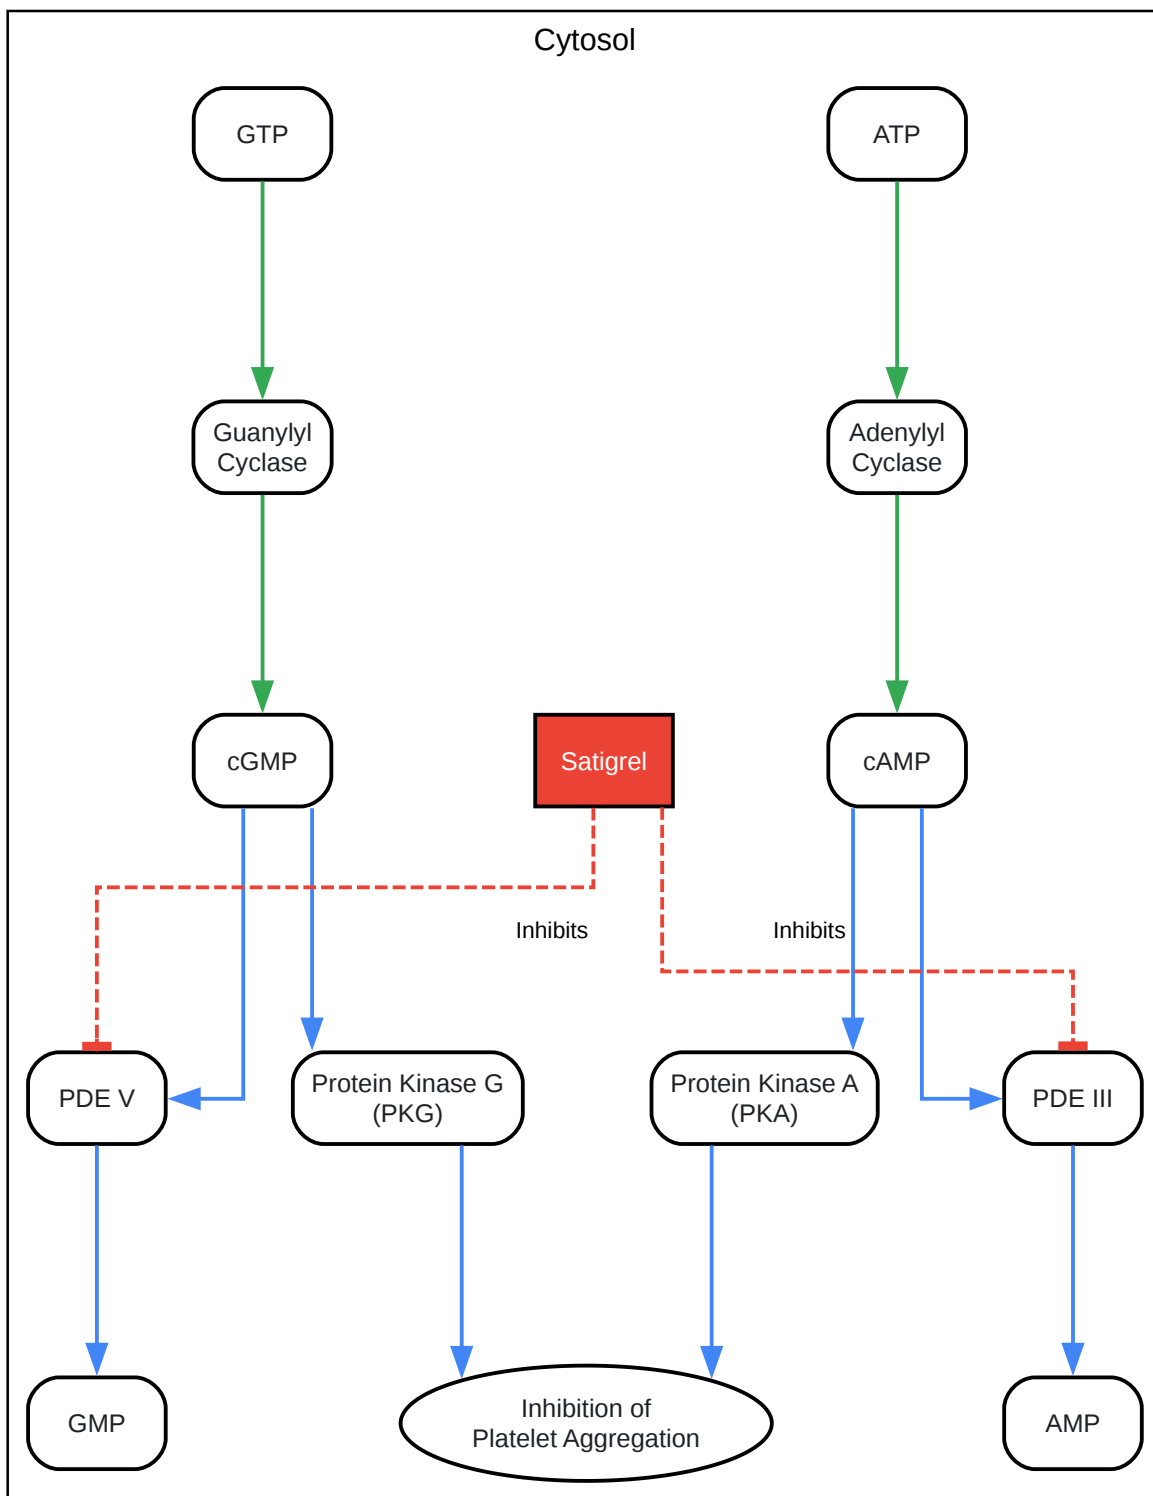 Cytosol
GTP
ATP
Guanylyl
Cyclase
Adenylyl
Cyclase
cGMP
Satigrel
cAMP
Inhibits
Inhibits
PDE V
Protein Kinase G
(PKG)
Protein Kinase A
(PKA)
PDE III
GMP
Inhibition of
Platelet Aggregation
AMP